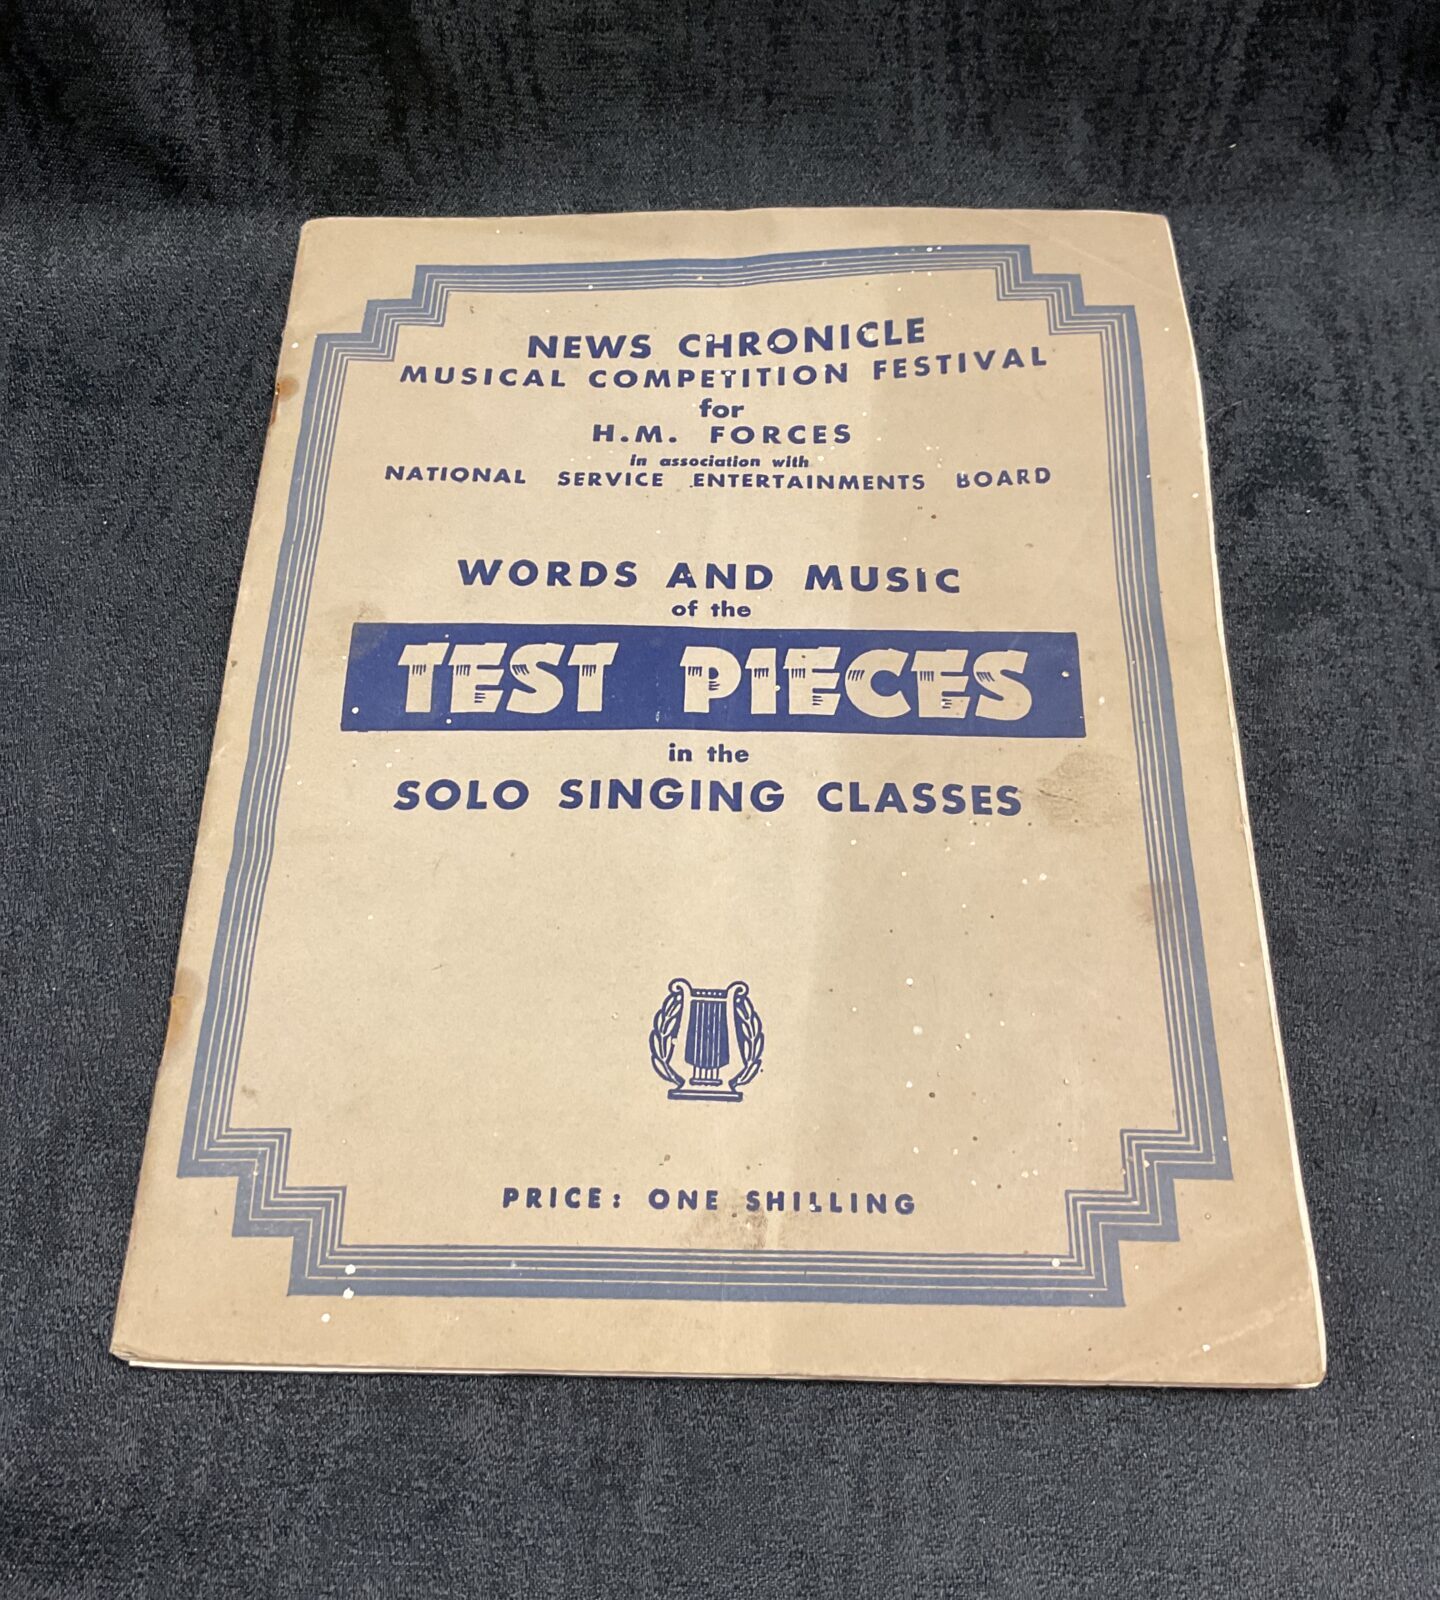 NEWS CHRONICLE
MUSICAL COMPETITION FESTIVAL
for
H.M. FORCES
in association with
NATIONAL SERVICE ENTERTAINMENTS BOARD
WORDS AND MUSIC
of the
TEST PIECES
in the
SOLO SINGING CLASSES
PRICE: ONE SHILLING